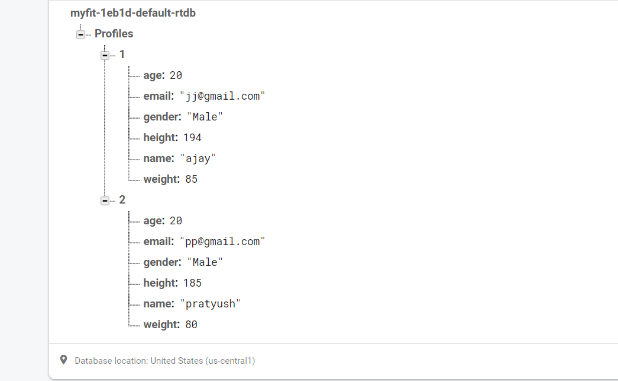 myfit-1eb1d-default-rtdb
Profiles
1
age: 20
email: "jj@gmail.com"
gender: "Male"
height: 194
name: "ajay"
weight: 85
2
age: 20
email: "pp@gmail.com"
gender: "Male"
height: 185
name: "pratyush"
weight: 80
Database location: United States (us-central1)